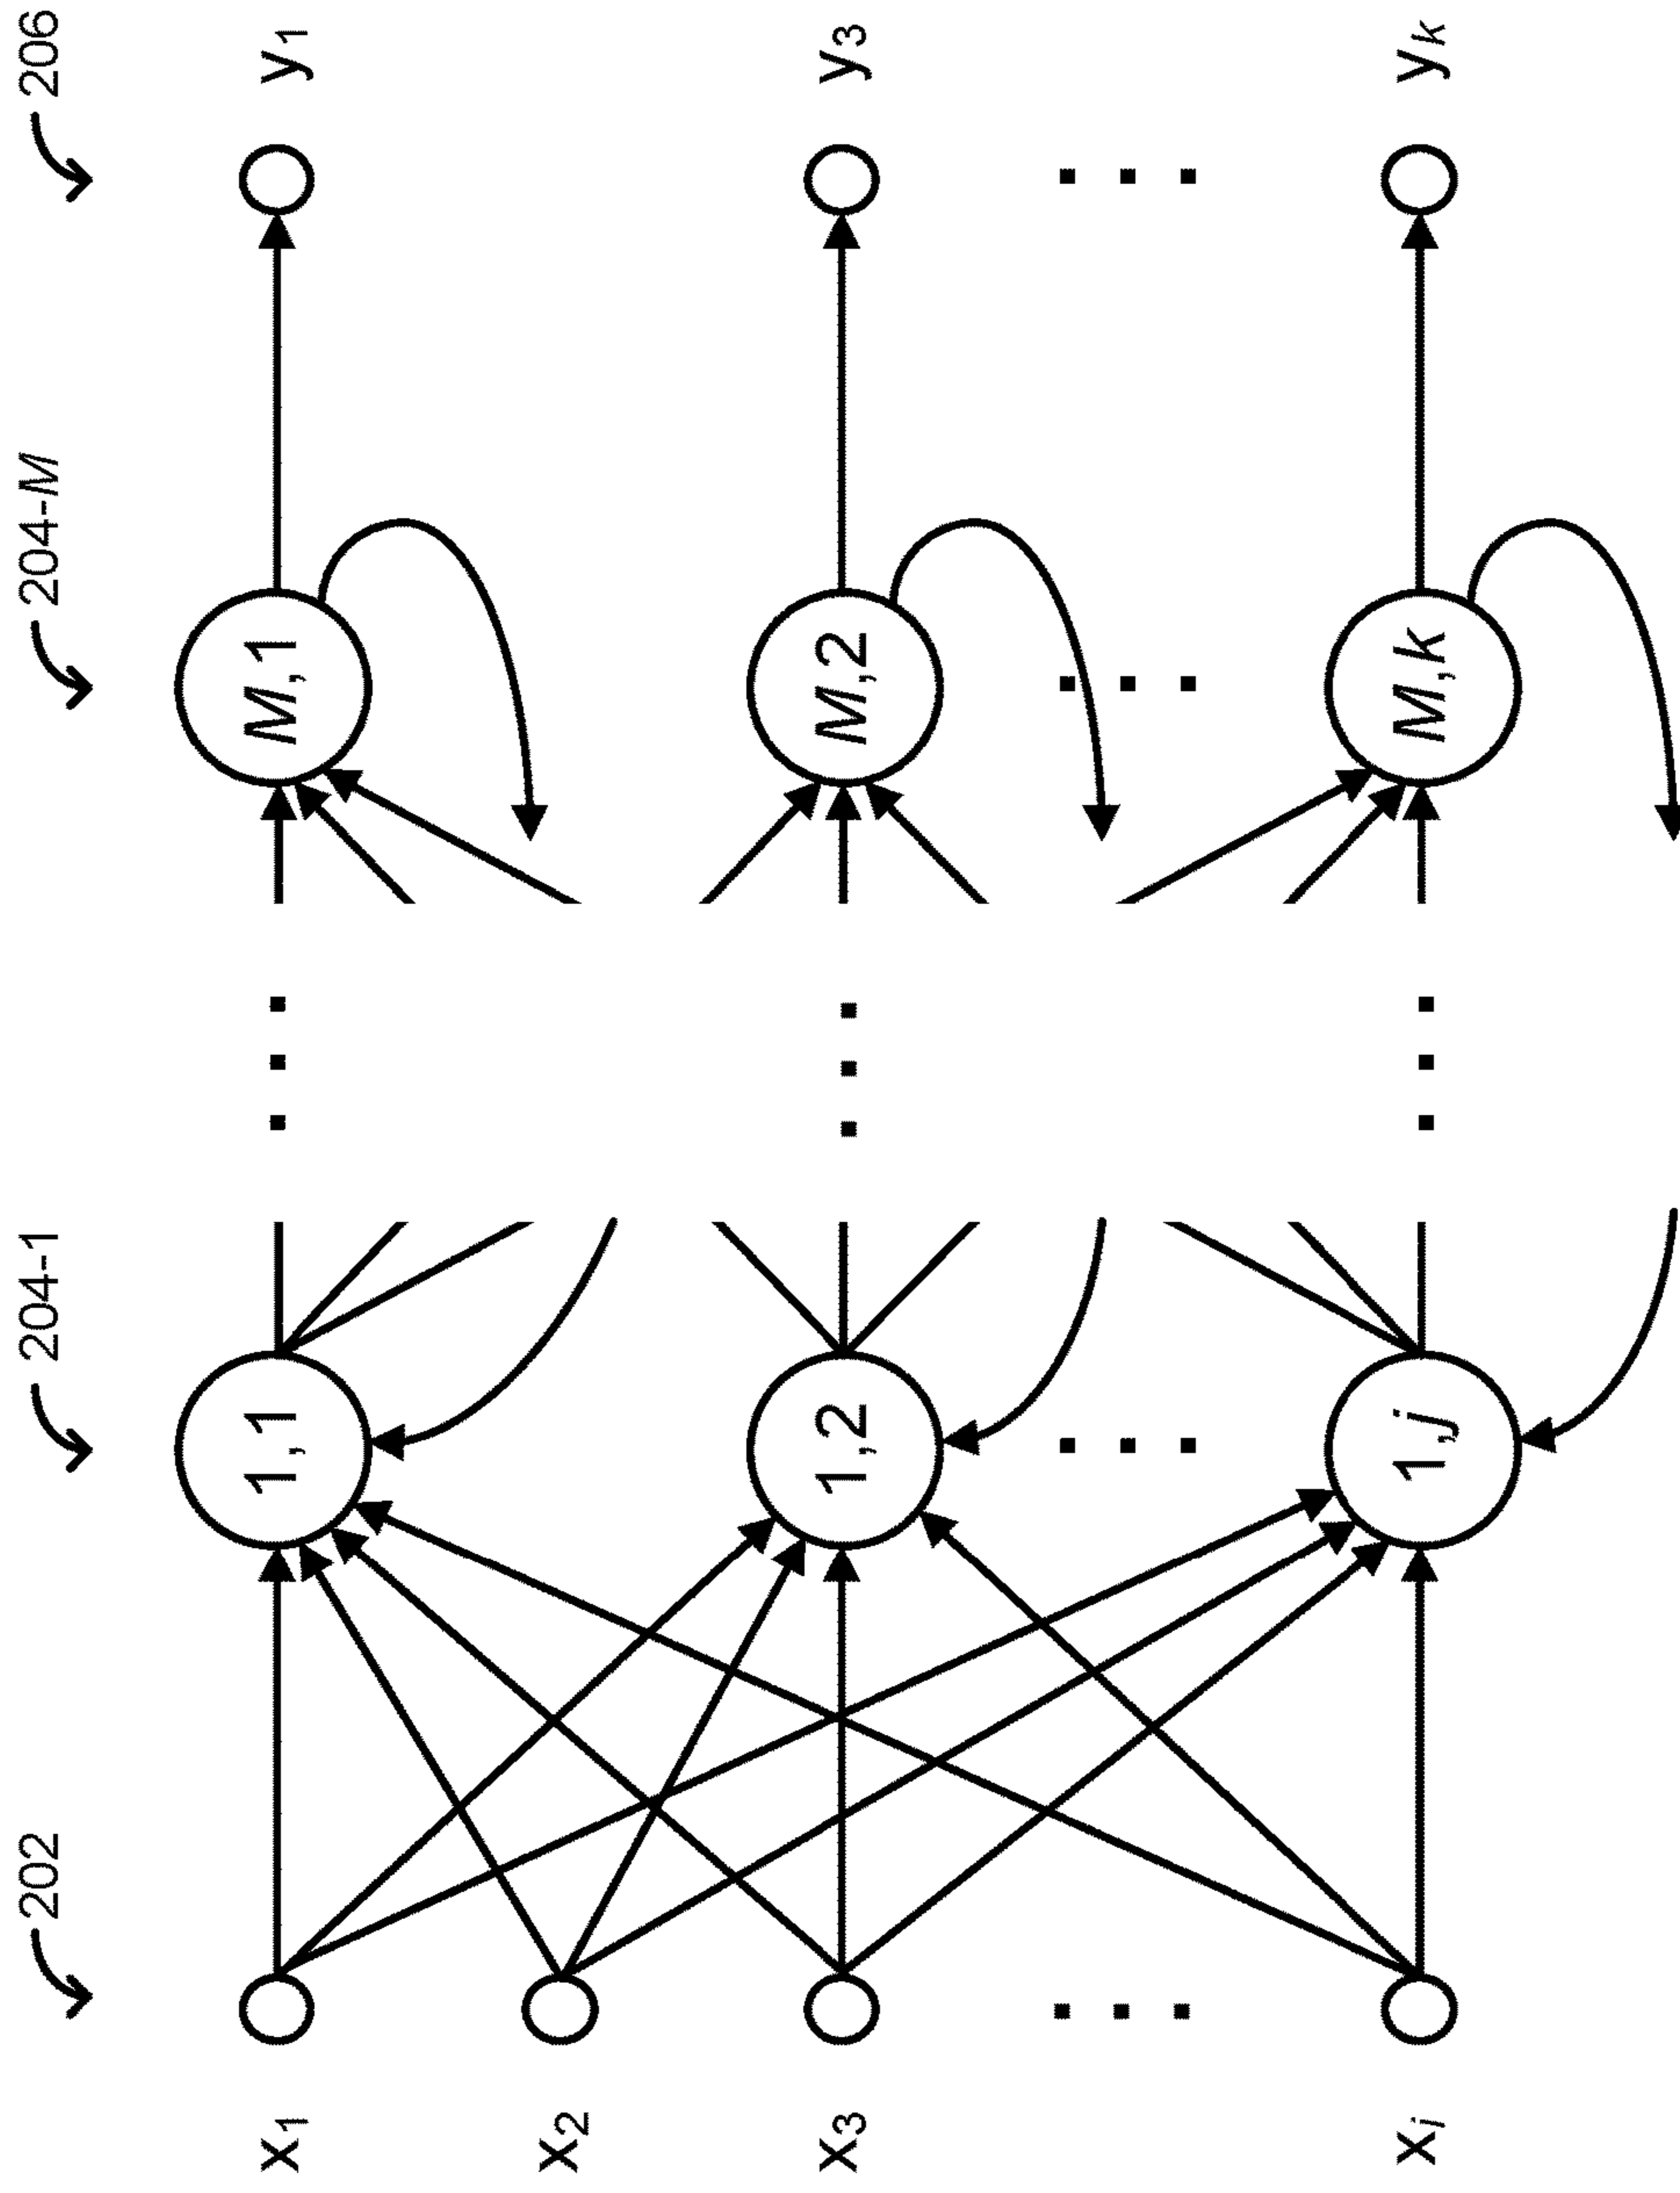 202 204-1 204-M 206
x1 1,1 M,1 y1
x2
x3 1,2 M,2 y3
xi 1,j M,k yk